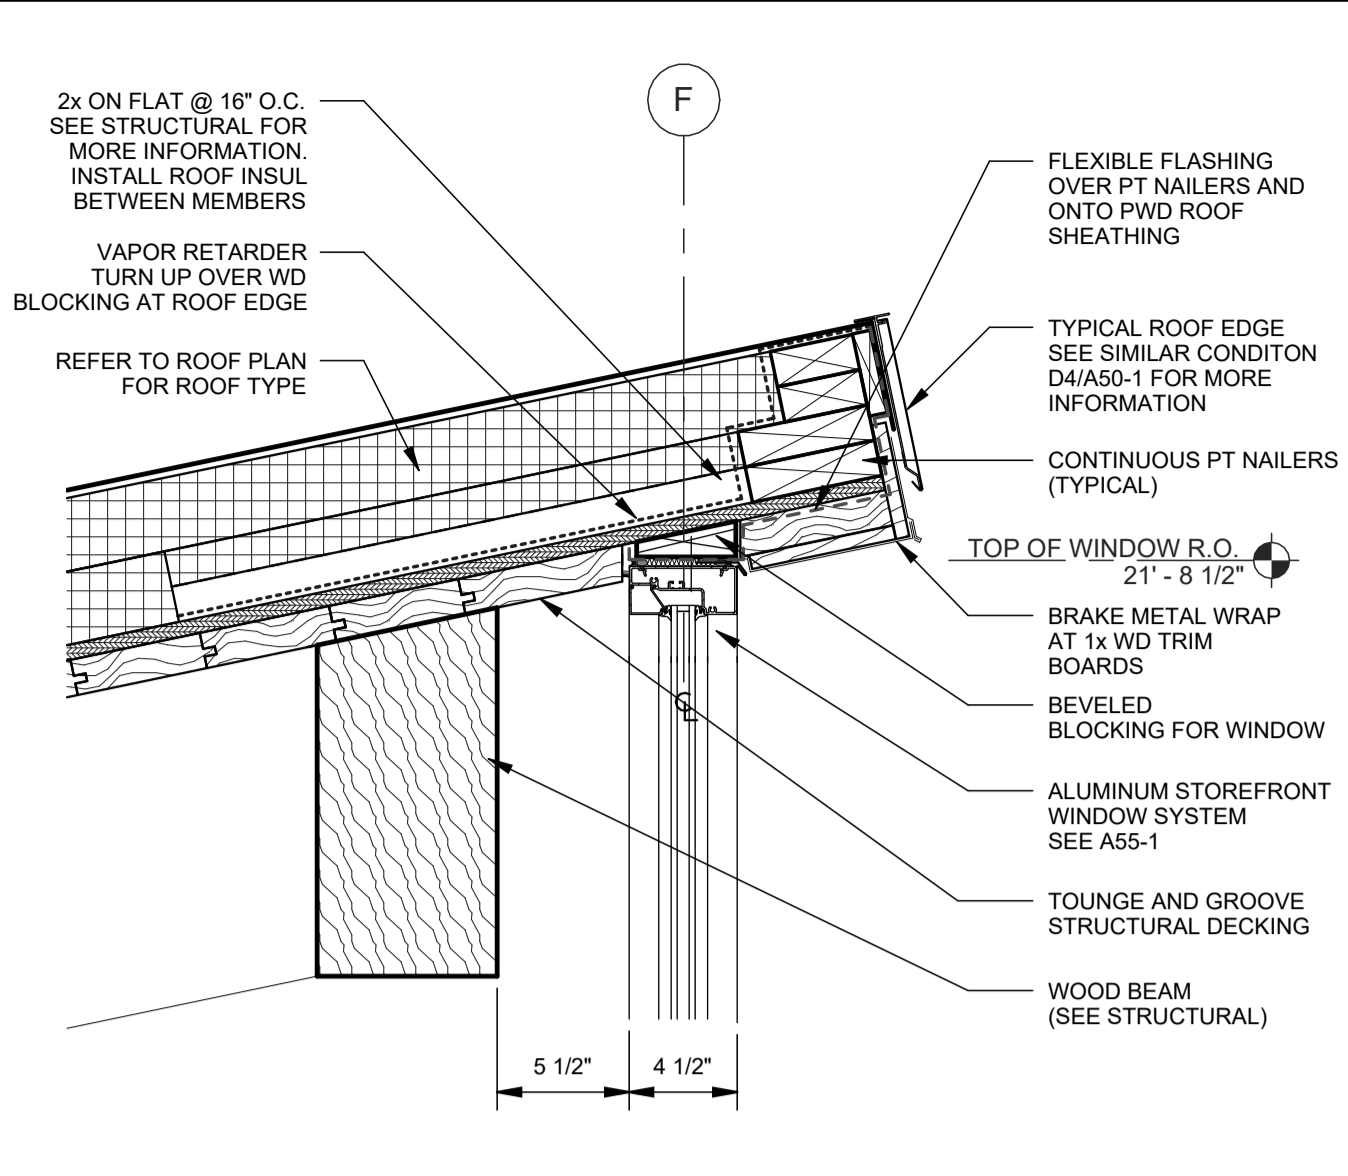 F
2x ON FLAT @ 16" O.C.
SEE STRUCTURAL FOR
MORE INFORMATION.
INSTALL ROOF INSUL
BETWEEN MEMBERS
VAPOR RETARDER
TURN UP OVER WD
BLOCKING AT ROOF EDGE
REFER TO ROOF PLAN
FOR ROOF TYPE
FLEXIBLE FLASHING
OVER PT NAILERS AND
ONTO PWD ROOF
SHEATHING
TYPICAL ROOF EDGE
SEE SIMILAR CONDITON
D4/A50-1 FOR MORE
INFORMATION
CONTINUOUS PT NAILERS
(TYPICAL)
TOP OF WINDOW R.O.
21' - 8 1/2"
BRAKE METAL WRAP
AT 1x WD TRIM
BOARDS
BEVELED
BLOCKING FOR WINDOW
ALUMINUM STOREFRONT
WINDOW SYSTEM
SEE A55-1
TOUNGE AND GROOVE
STRUCTURAL DECKING
WOOD BEAM
(SEE STRUCTURAL)
CL
5 1/2"
4 1/2"